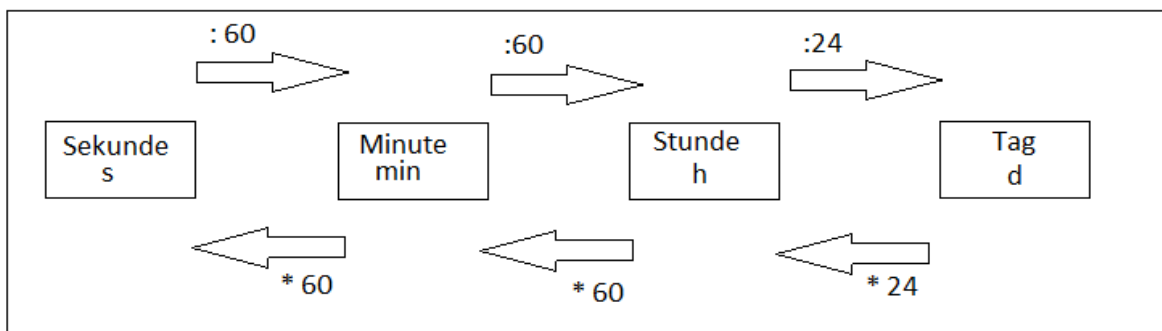 : 60
:60
:24
Sekunde
s
Minute
min
Stunde
h
Tag
d
* 60
* 60
* 24